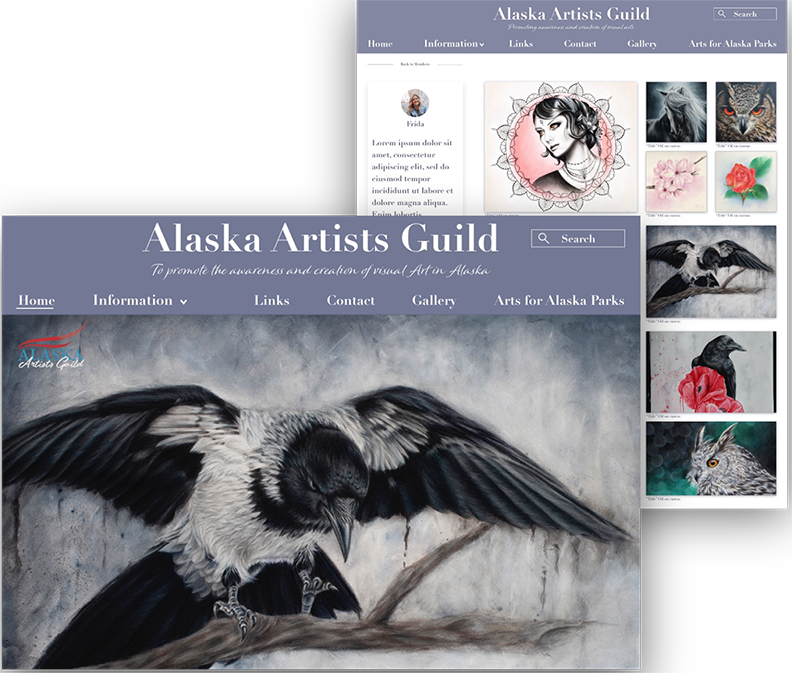 Alaska Artists Guild
Promoting awareness and creation of visual arts
Search
Home Information Links Contact Gallery Arts for Alaska Parks
Back to Members
Frida
Lorem ipsum dolor sit
amet, consectetur
adipiscing elit, sed do
eiusmod tempor
incididunt ut labore et
dolore magna aliqua.
Enim lobortis
"Title" Oil on canvas
"Title" Oil on canvas
"Title" Oil on canvas
"Title" Oil on canvas
"Title" Oil on canvas
"Title" Oil on canvas
"Title" Oil on canvas
Alaska Artists Guild
To promote the awareness and creation of visual Art in Alaska
Search
Home Information Links Contact Gallery Arts for Alaska Parks
ALASKA
Artists Guild